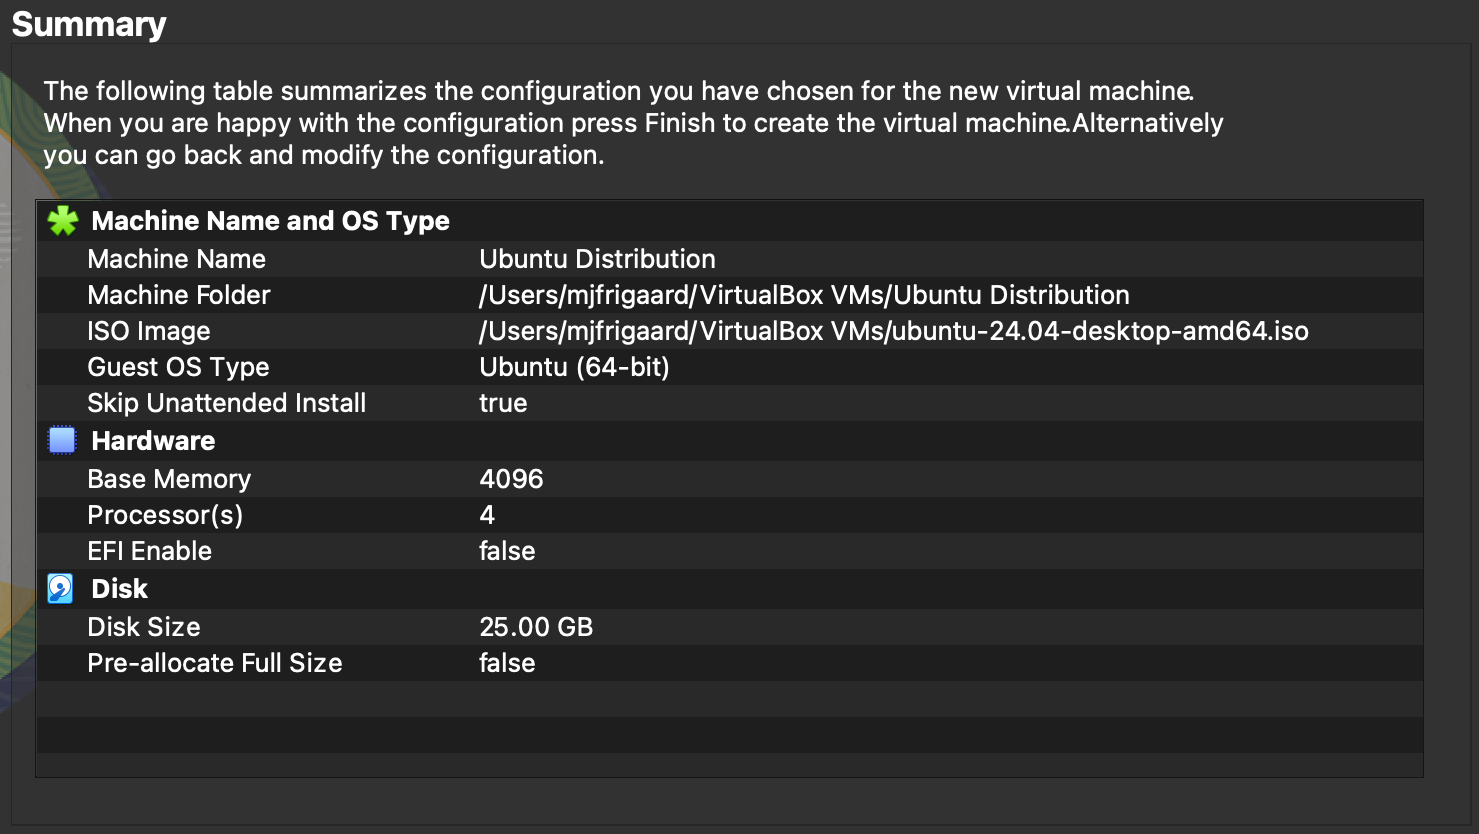 Summary
The following table summarizes the configuration you have chosen for the new virtual machine.
When you are happy with the configuration press Finish to create the virtual machine.Alternatively
you can go back and modify the configuration.
Machine Name and OS Type
Machine Name Ubuntu Distribution
Machine Folder /Users/mjfrigaard/VirtualBox VMs/Ubuntu Distribution
ISO Image /Users/mjfrigaard/VirtualBox VMs/ubuntu-24.04-desktop-amd64.iso
Guest OS Type Ubuntu (64-bit)
Skip Unattended Install true
Hardware
Base Memory 4096
Processor(s) 4
EFI Enable false
Disk
Disk Size 25.00 GB
Pre-allocate Full Size false